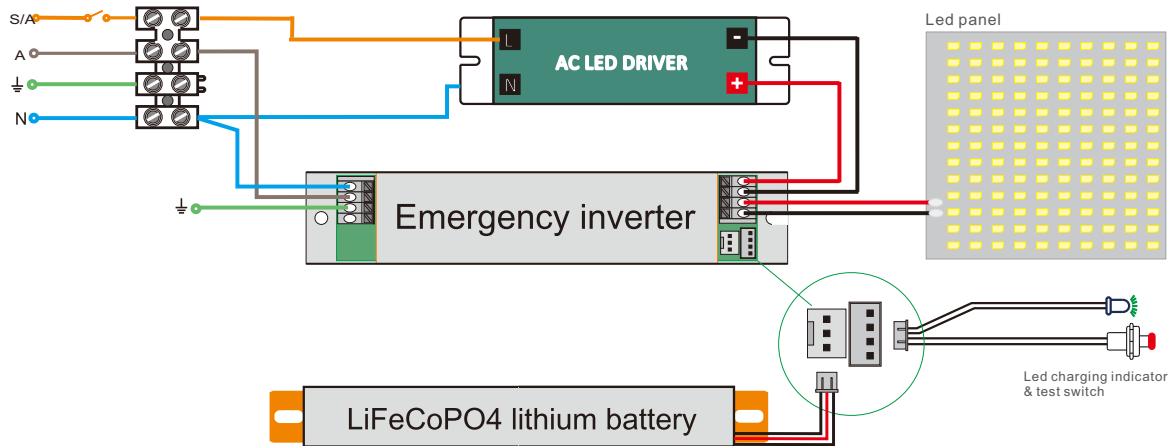 S/A
A
N
L
N
AC LED DRIVER
-
+
Led panel
Emergency inverter
Led charging indicator
& test switch
LiFeCoPO4 lithium battery